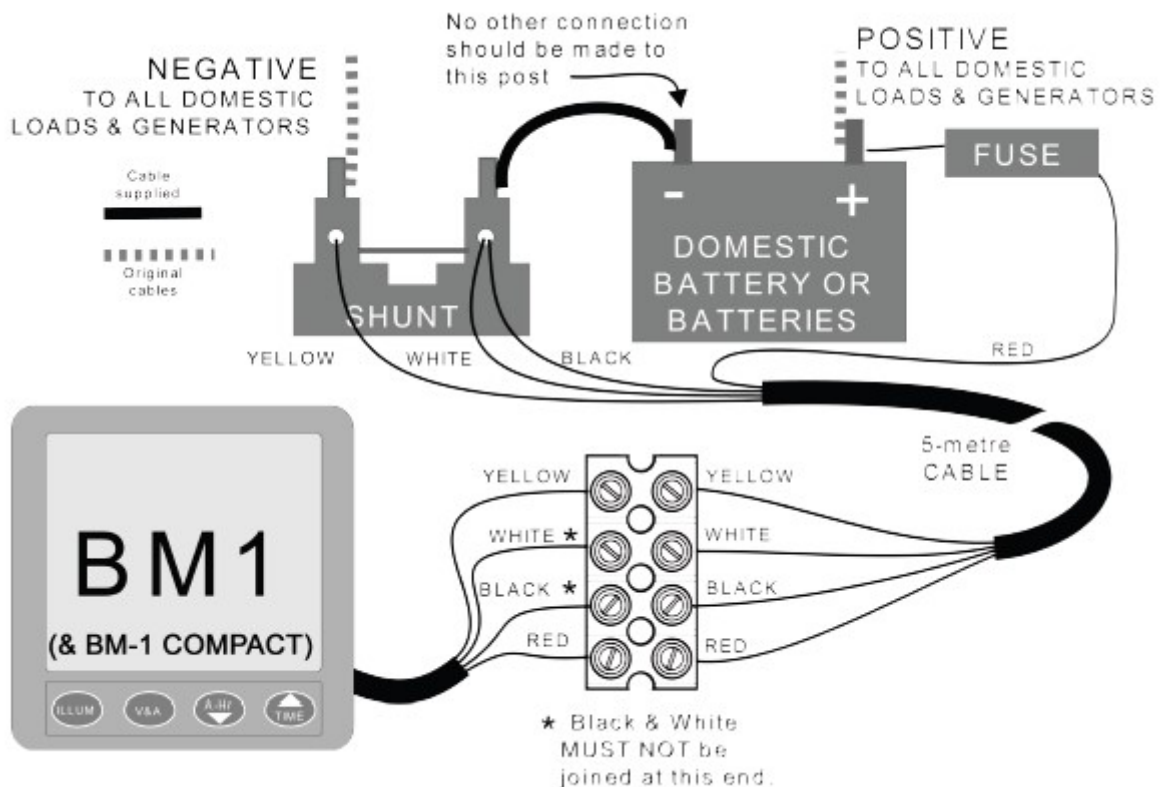 No other connection
should be made to
this post
NEGATIVE
TO ALL DOMESTIC
LOADS & GENERATORS
POSITIVE
TO ALL DOMESTIC
LOADS & GENERATORS
Cable
supplied
Original
cables
FUSE
- +
DOMESTIC
BATTERY OR
BATTERIES
SHUNT
YELLOW WHITE BLACK RED
5-metre
CABLE
YELLOW YELLOW
WHITE * WHITE
BLACK * BLACK
RED RED
BM1
(& BM-1 COMPACT)
ILLUM V&A A-Hr TIME
* Black & White
MUST NOT be
joined at this end.